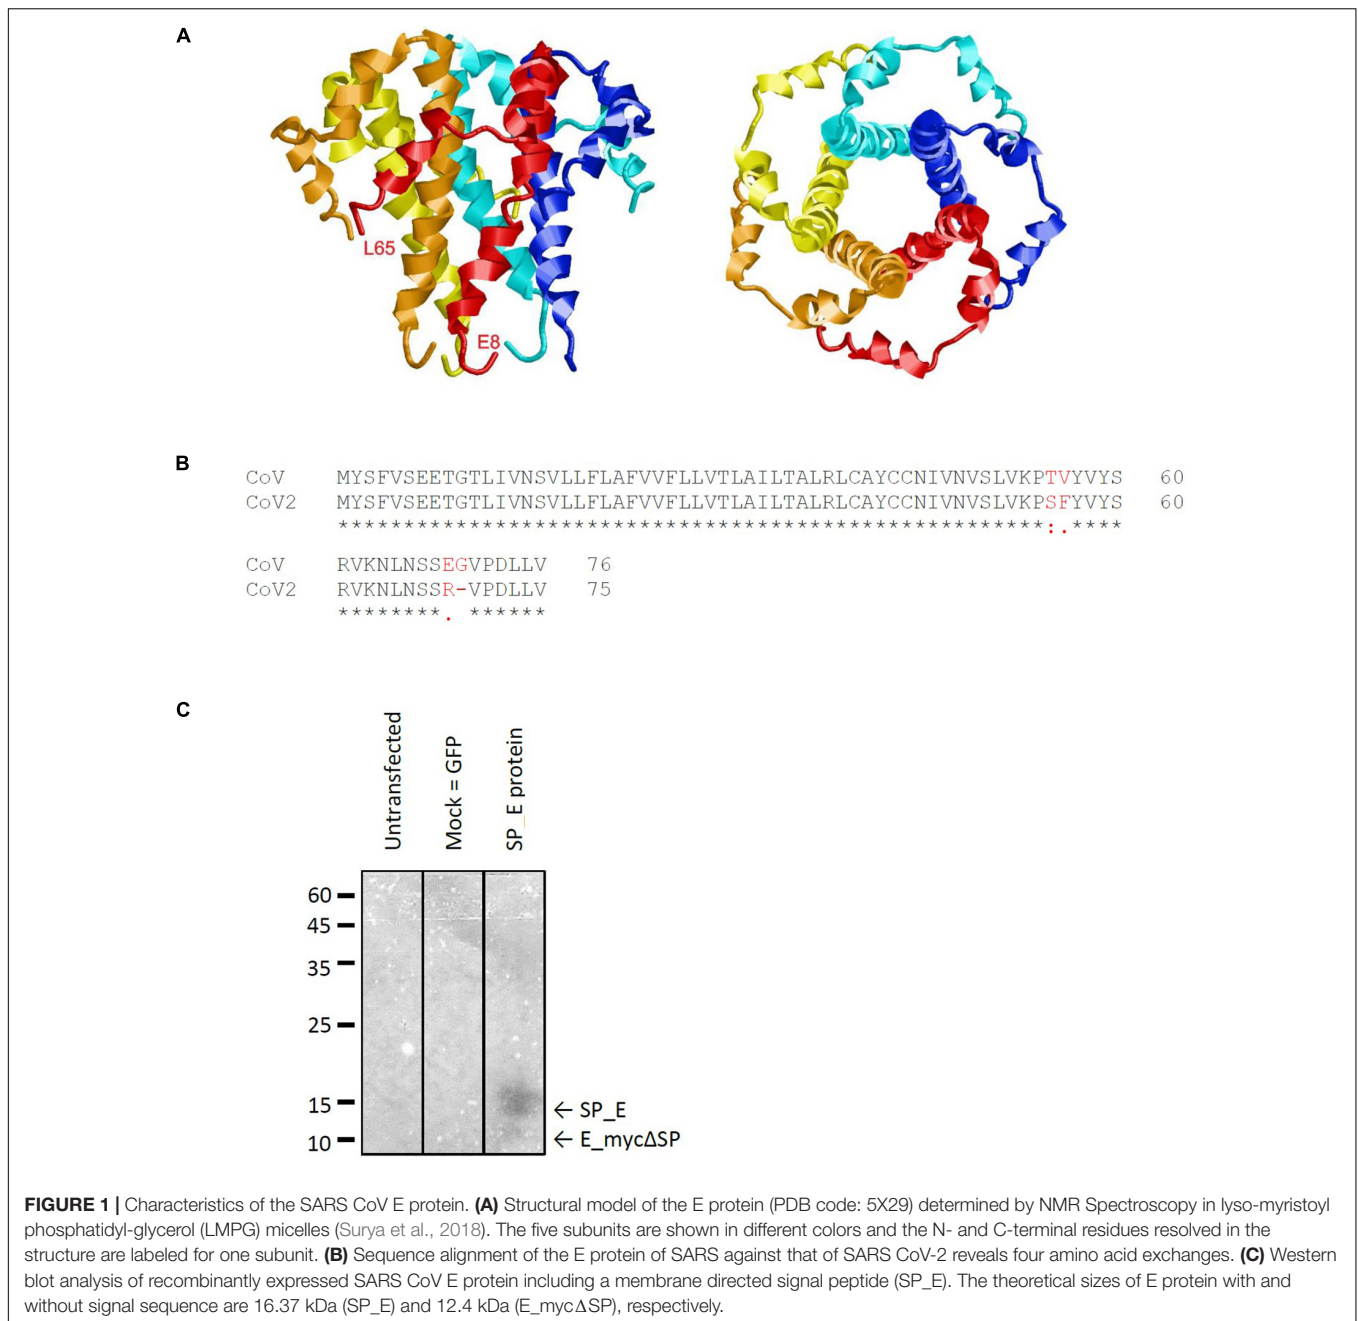 A
L65
E8
B
CoV MYSFVSEETGTLIVNSVLLFLAFVVFLLVTLAILTALRLCAYCCNIVNVSLVKPTVYVYS 60
CoV2 MYSFVSEETGTLIVNSVLLFLAFVVFLLVTLAILTALRLCAYCCNIVNVSLVKPSFYVYS 60
******************************************************:.****
CoV RVKNLNSSEGVPDLLV 76
CoV2 RVKNLNSSR-VPDLLV 75
********. ******
C
Untransfected
Mock = GFP
SP_E protein
60
45
35
25
15
10
← SP_E
← E_mycΔSP
FIGURE 1 | Characteristics of the SARS CoV E protein. (A) Structural model of the E protein (PDB code: 5X29) determined by NMR Spectroscopy in lyso-myristoyl
phosphatidyl-glycerol (LMPG) micelles (Surya et al., 2018). The five subunits are shown in different colors and the N- and C-terminal residues resolved in the
structure are labeled for one subunit. (B) Sequence alignment of the E protein of SARS against that of SARS CoV-2 reveals four amino acid exchanges. (C) Western
blot analysis of recombinantly expressed SARS CoV E protein including a membrane directed signal peptide (SP_E). The theoretical sizes of E protein with and
without signal sequence are 16.37 kDa (SP_E) and 12.4 kDa (E_mycΔSP), respectively.